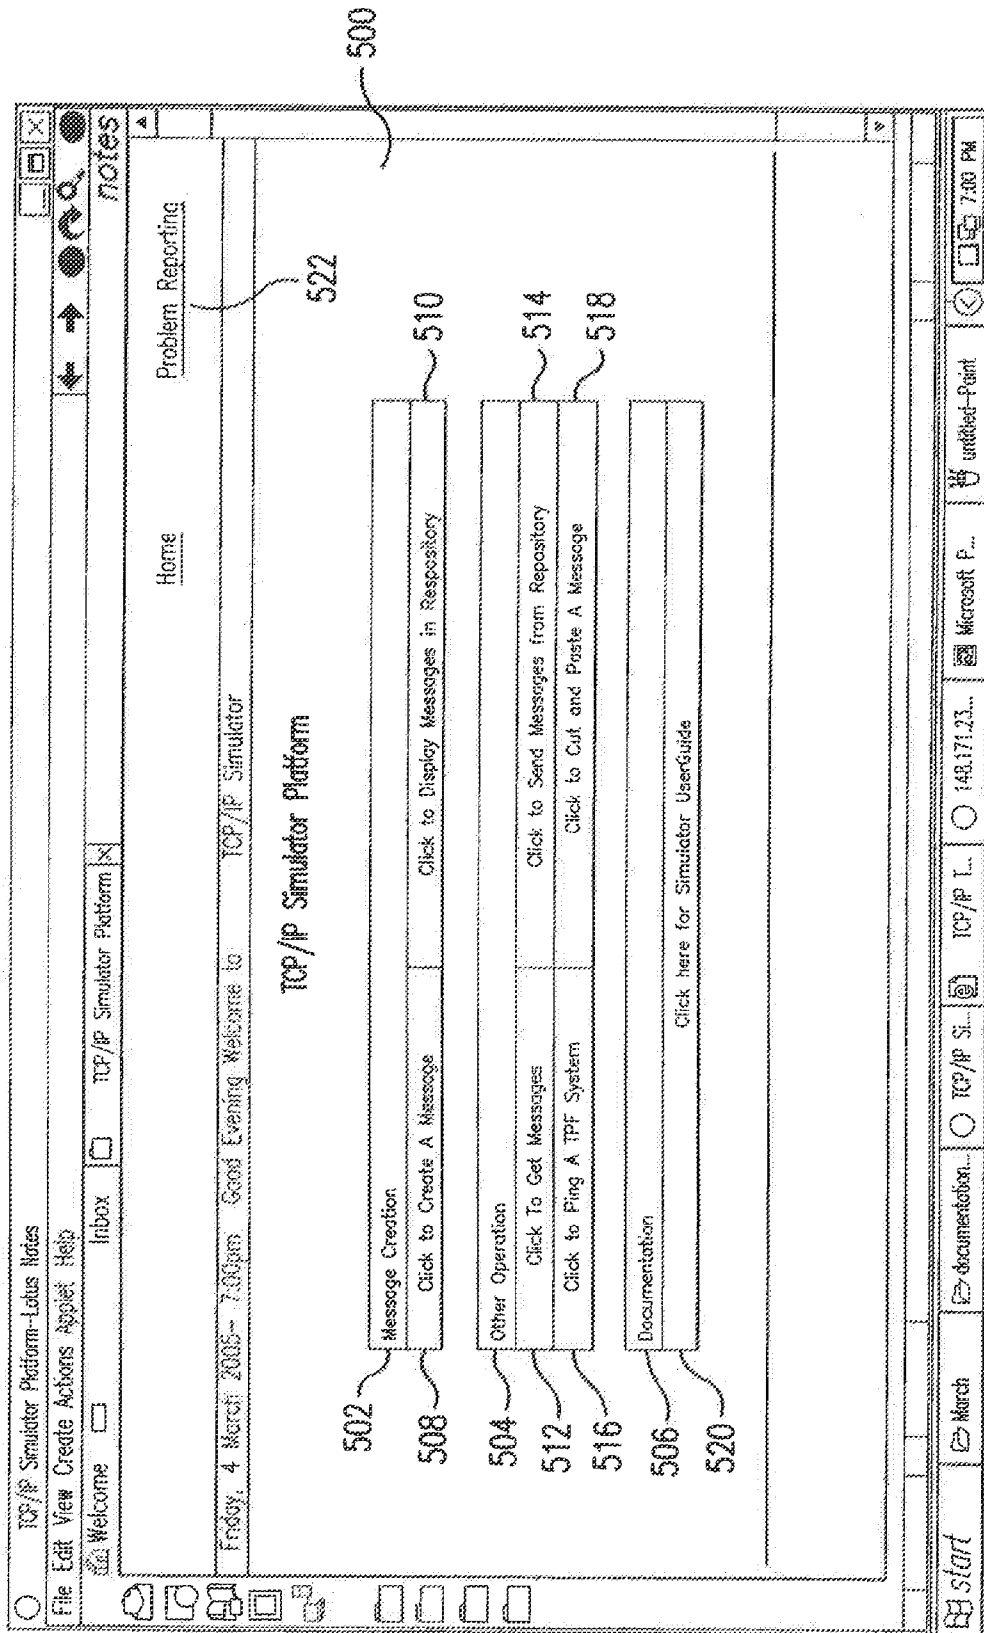 TCP/IP Simulator Platform-Lotus Notes
File Edit View Create Actions Applet Help
Welcome Inbox TCP/IP Simulator Platform
notes
Home Problem Reporting
522
Friday, 4 March 2005- 7:00pm Good Evening Welcome to TCP/IP Simulator
500
TCP/IP Simulator Platform
502 Message Creation
508 Click to Create A Message Click to Display Messages in Respository 510
504 Other Operation
512 Click To Get Messages Click to Send Messages from Repository 514
516 Click to Ping A TPF System Click to Cut and Paste A Message 518
506 Documentation
520 Click here for Simulator UserGuide
start March documentation... TCP/IP Si... TCP/IP T... 148.171.23... Microsoft P... untitled-Paint 7:00 PM